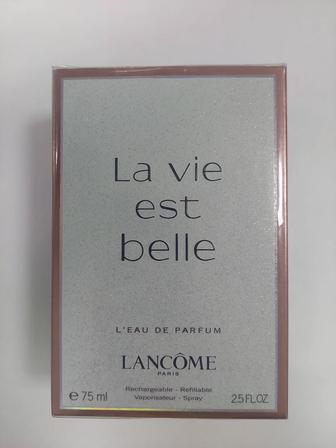 La vie
est
belle
L'EAU DE PARFUM
LANCÔME
PARIS
Rechargeable - Refillable
Vaporisateur - Spray
℮ 75 ml 2.5 FL.OZ